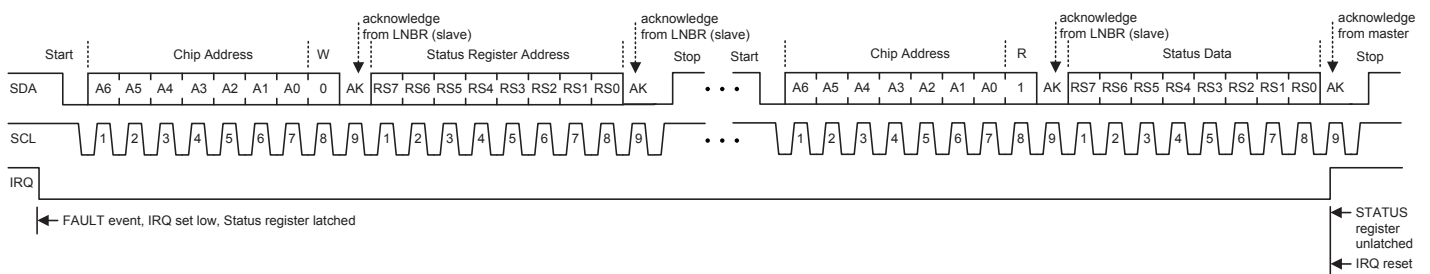 acknowledge
from LNBR (slave)
acknowledge
from LNBR (slave)
acknowledge
from LNBR (slave)
acknowledge
from master
Start Chip Address W Status Register Address Stop Start Chip Address R Status Data Stop
SDA A6 A5 A4 A3 A2 A1 A0 0 AK RS7 RS6 RS5 RS4 RS3 RS2 RS1 RS0 AK • • • A6 A5 A4 A3 A2 A1 A0 1 AK RS7 RS6 RS5 RS4 RS3 RS2 RS1 RS0 AK
SCL 1 2 3 4 5 6 7 8 9 1 2 3 4 5 6 7 8 9 • • • 1 2 3 4 5 6 7 8 9 1 2 3 4 5 6 7 8 9
IRQ
FAULT event, IRQ set low, Status register latched
STATUS
register
unlatched
IRQ reset